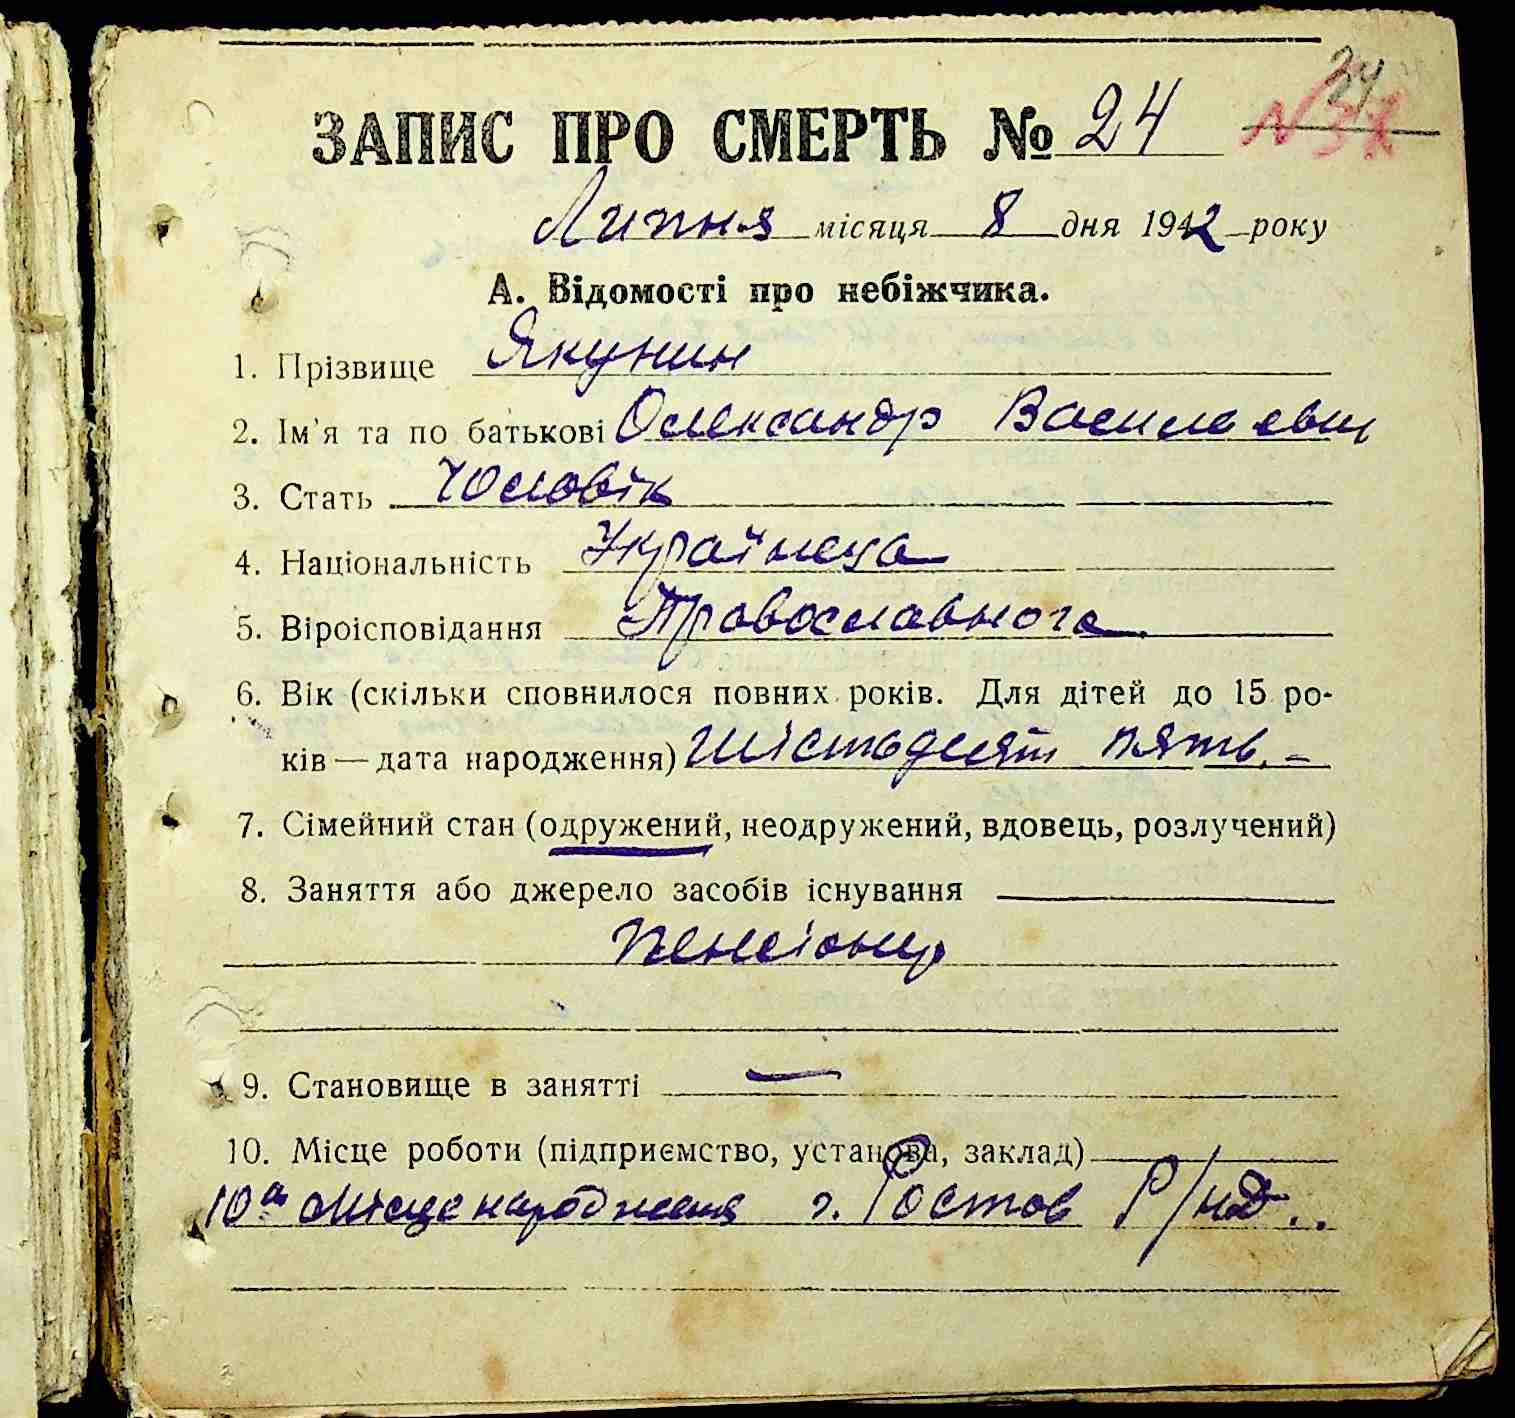 ЗАПИС ПРО СМЕРТЬ № 24
Липня місяця 8 дня 1942 року
А. Відомості про небіжчика.
1. Прізвище Якунин
2. Ім'я та по батькові Олександр Васильевич
3. Стать Чоловік
4. Національність Українець
5. Віроісповідання Православного
6. Вік (скільки сповнилося повних років. Для дітей до 15 ро-
ків — дата народження) Шістьдесят пять. –
7. Сімейний стан (одружений, неодружений, вдовець, розлучений)
8. Заняття або джерело засобів існування
Пенсіонер
9. Становище в занятті —
10. Місце роботи (підприємство, установа, заклад)
10а Місце народження г. Ростов Р/нД..